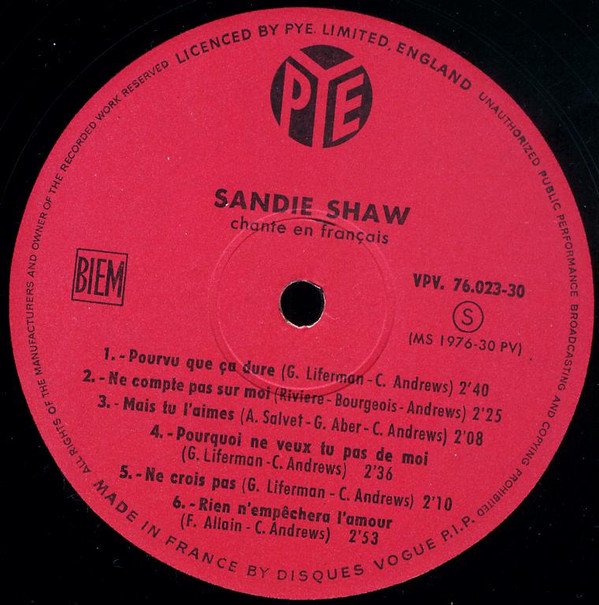 LICENCED BY PYE. LIMITED, ENGLAND
UNAUTHORIZED PUBLIC PERFORMANCE BROADCASTING AND COPYING PROHIBITED
ALL RIGHTS OF THE MANUFACTURERS AND OWNER OF THE RECORDED WORK RESERVED
PYE
SANDIE SHAW
chante en français
BIEM
VPV. 76.023-30
S
(MS 1976-30 PV)
1.-Pourvu que ça dure (G. Liferman-C. Andrews) 2'40
2.-Ne compte pas sur moi (Riviere-Bourgeois-Andrews) 2'25
3.-Mais tu l'aimes (A. Salvet-G. Aber-C. Andrews) 2'08
4.-Pourquoi ne veux tu pas de moi
(G. Liferman-C. Andrews) 2'36
5.-Ne crois pas (G. Liferman-C. Andrews) 2'10
6.-Rien n'empêchera l'amour
(F. Allain-C. Andrews) 2'53
MADE IN FRANCE BY DISQUES VOGUE P.I.P.